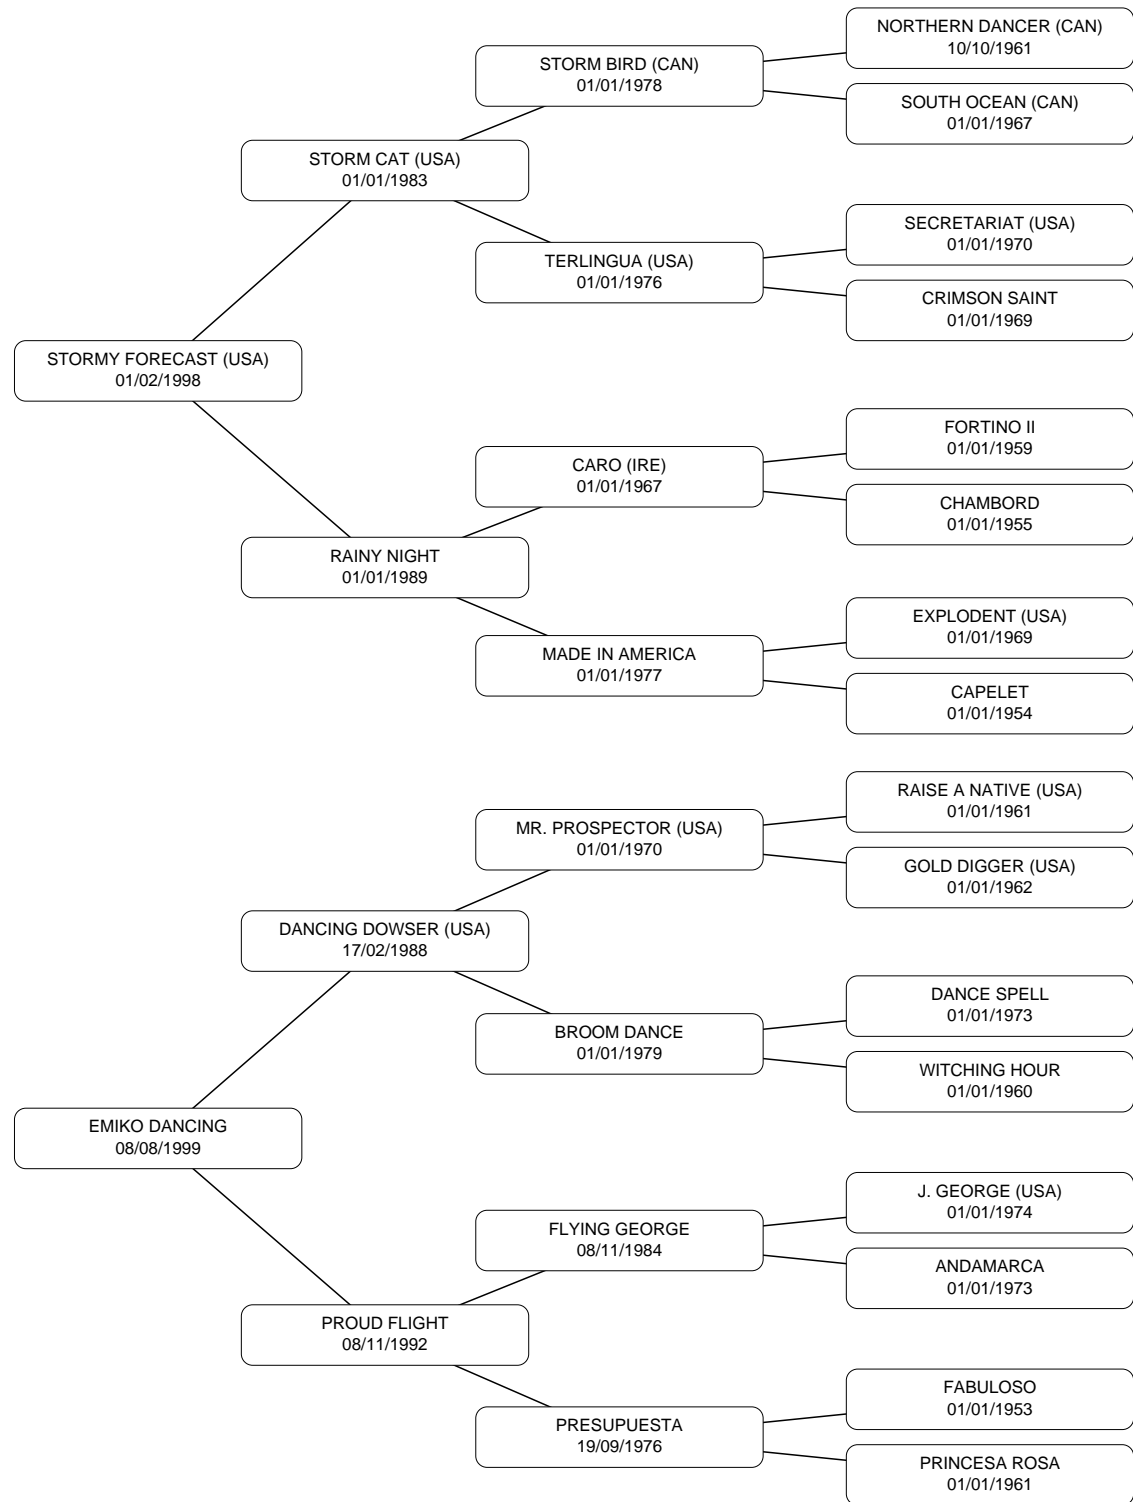 NORTHERN DANCER (CAN)
10/10/1961
STORM BIRD (CAN)
01/01/1978
SOUTH OCEAN (CAN)
01/01/1967
STORM CAT (USA)
01/01/1983
SECRETARIAT (USA)
01/01/1970
TERLINGUA (USA)
01/01/1976
CRIMSON SAINT
01/01/1969
STORMY FORECAST (USA)
01/02/1998
FORTINO II
01/01/1959
CARO (IRE)
01/01/1967
CHAMBORD
01/01/1955
RAINY NIGHT
01/01/1989
EXPLODENT (USA)
01/01/1969
MADE IN AMERICA
01/01/1977
CAPELET
01/01/1954
RAISE A NATIVE (USA)
01/01/1961
MR. PROSPECTOR (USA)
01/01/1970
GOLD DIGGER (USA)
01/01/1962
DANCING DOWSER (USA)
17/02/1988
DANCE SPELL
01/01/1973
BROOM DANCE
01/01/1979
WITCHING HOUR
01/01/1960
EMIKO DANCING
08/08/1999
J. GEORGE (USA)
01/01/1974
FLYING GEORGE
08/11/1984
ANDAMARCA
01/01/1973
PROUD FLIGHT
08/11/1992
FABULOSO
01/01/1953
PRESUPUESTA
19/09/1976
PRINCESA ROSA
01/01/1961